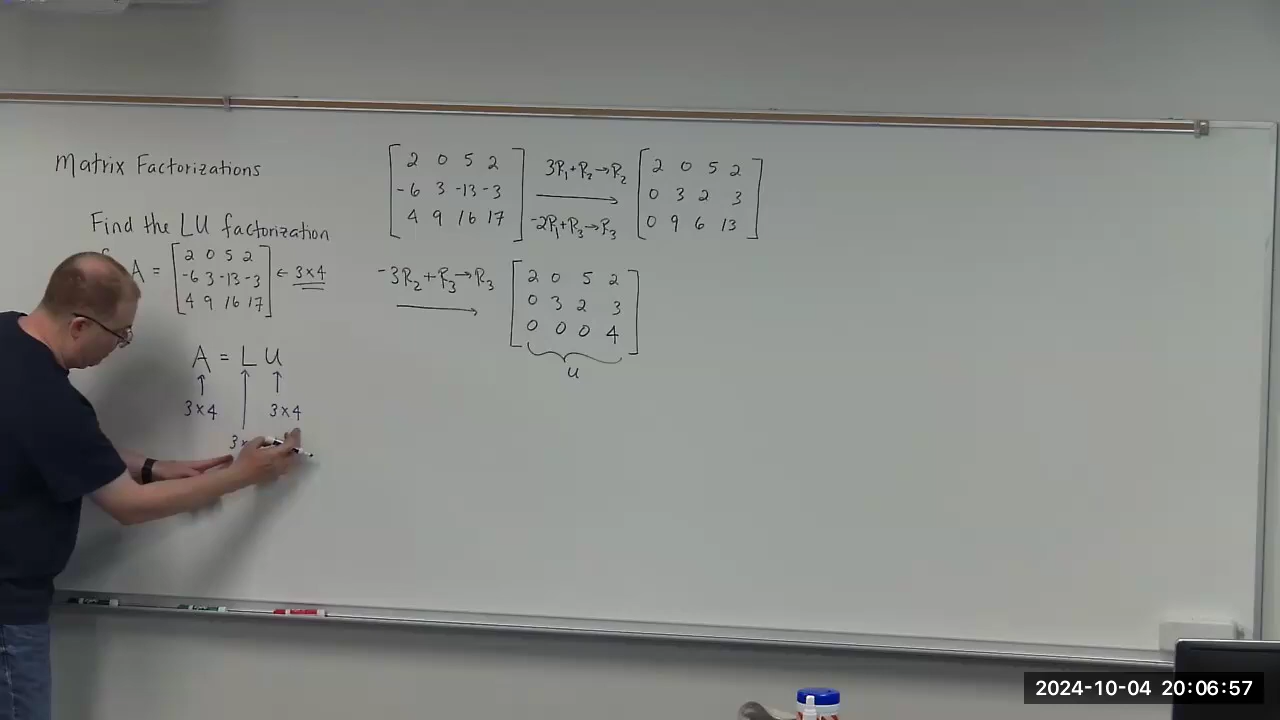 Matrix Factorizations
Find the LU factorization
A = [ 2 0 5 2
-6 3 -13 -3
4 9 16 17 ] ← 3×4
A = L U
↑ ↑ ↑
3×4 3×4
3×
[ 2 0 5 2
-6 3 -13 -3
4 9 16 17 ]
3R₁+R₂→R₂
-2R₁+R₃→R₃
[ 2 0 5 2
0 3 2 3
0 9 6 13 ]
-3R₂+R₃→R₃
[ 2 0 5 2
0 3 2 3
0 0 0 4 ]
U
2024-10-04 20:06:57